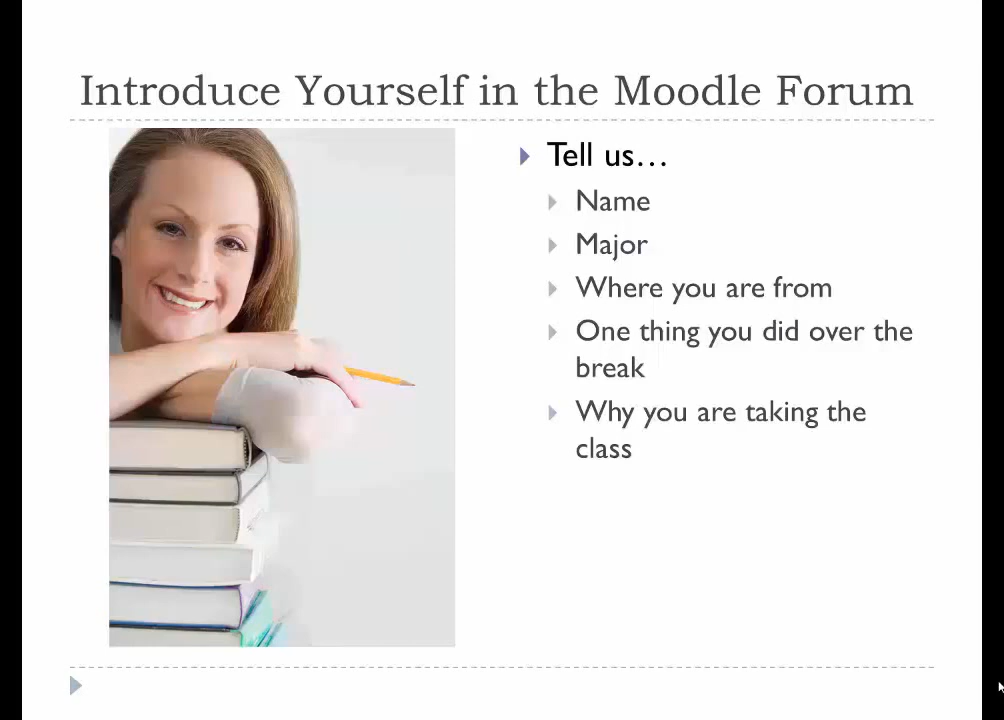 Introduce Yourself in the Moodle Forum
Tell us…
Name
Major
Where you are from
One thing you did over the
break
Why you are taking the
class